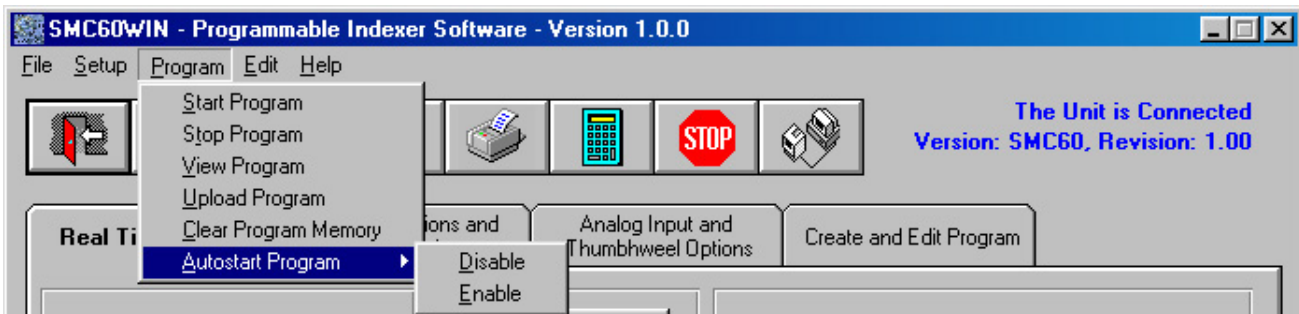 SMC60WIN - Programmable Indexer Software - Version 1.0.0
File Setup Program Edit Help
Start Program
Stop Program
View Program
Upload Program
Clear Program Memory
Autostart Program
Disable
Enable
STOP
The Unit is Connected
Version: SMC60, Revision: 1.00
Real
and
Analog Input and
Thumbhweel Options
Create and Edit Program